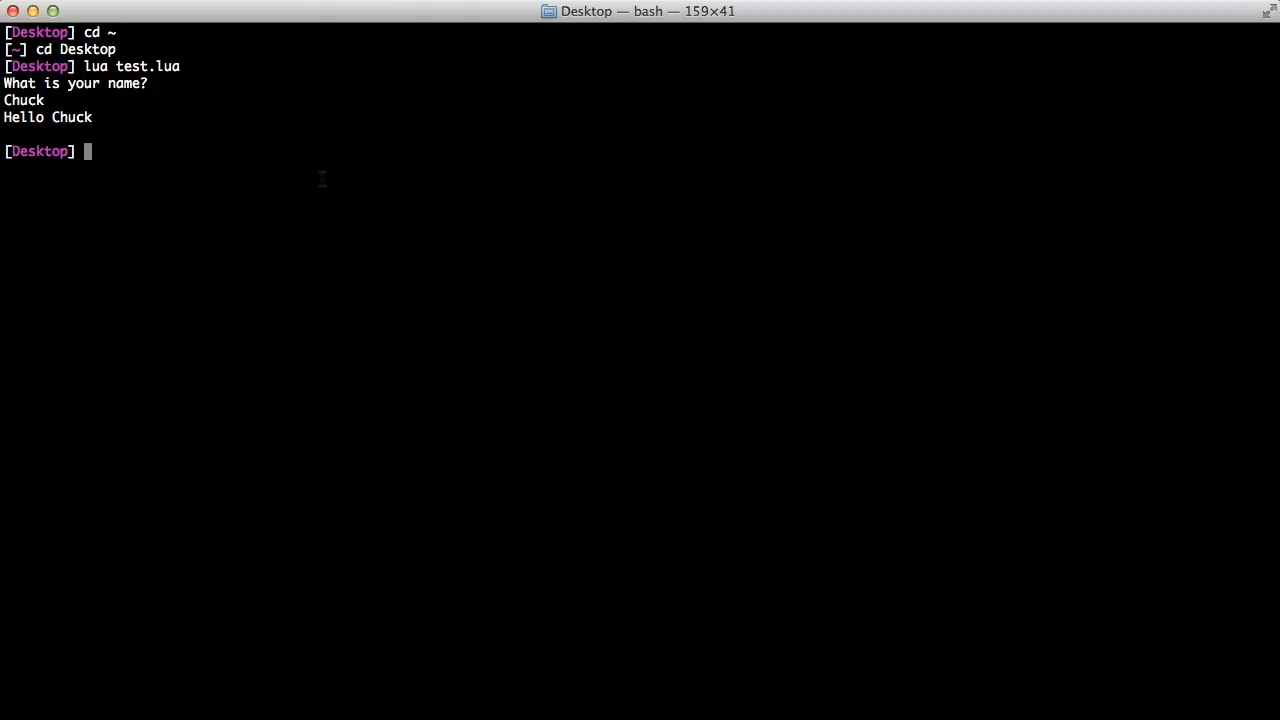 Desktop — bash — 159×41
[Desktop] cd ~
[~] cd Desktop
[Desktop] lua test.lua
What is your name?
Chuck
Hello Chuck
[Desktop]